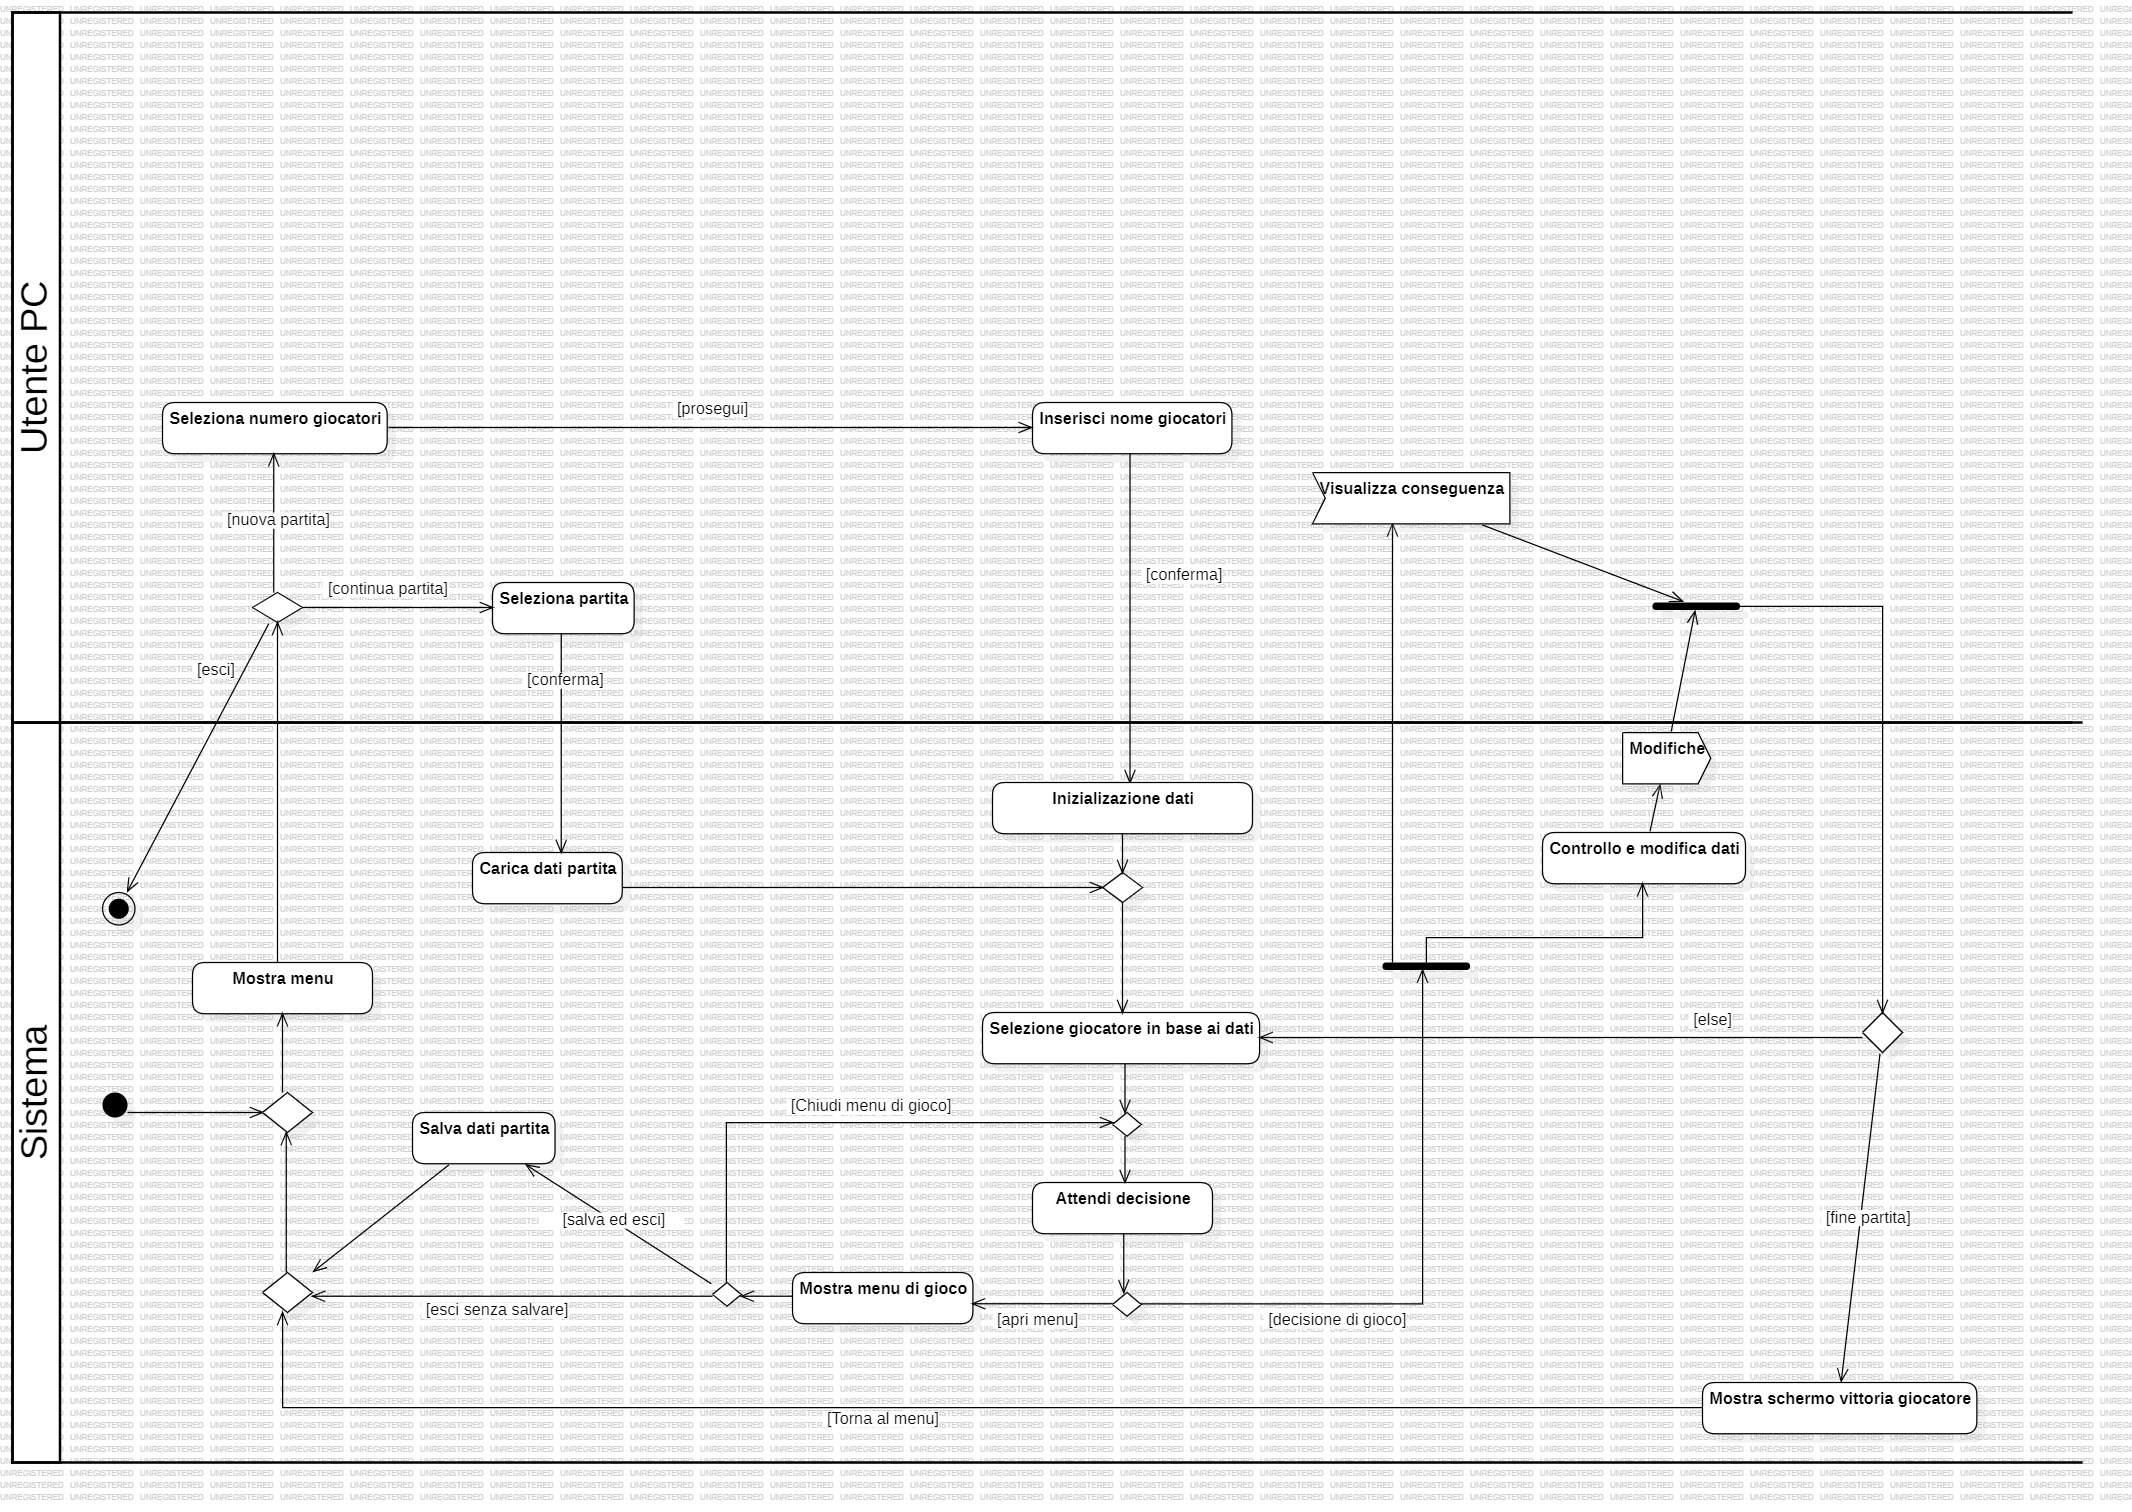 Utente PC
Seleziona numero giocatori
[prosegui]
Inserisci nome giocatori
Visualizza conseguenza
[nuova partita]
[continua partita]
Seleziona partita
[conferma]
[esci]
[conferma]
Sistema
Modifiche
Inizializazione dati
Controllo e modifica dati
Carica dati partita
Mostra menu
Selezione giocatore in base ai dati
[else]
[Chiudi menu di gioco]
Salva dati partita
Attendi decisione
[salva ed esci]
[fine partita]
Mostra menu di gioco
[esci senza salvare]
[apri menu]
[decisione di gioco]
Mostra schermo vittoria giocatore
[Torna al menu]
UNREGISTERED